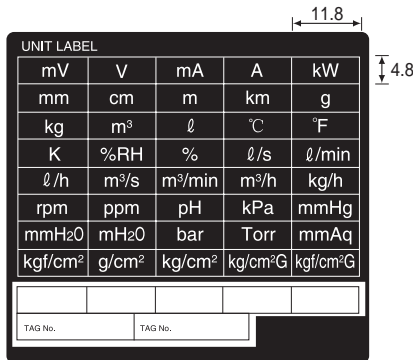 11.8
UNIT LABEL
4.8
mV V mA A kW
mm cm m km g
kg m³ ℓ ℃ ℉
K %RH % ℓ/s ℓ/min
ℓ/h m³/s m³/min m³/h kg/h
rpm ppm pH kPa mmHg
mmH20 mH20 bar Torr mmAq
kgf/cm² g/cm² kg/cm² kg/cm²G kgf/cm²G
TAG No. TAG No.